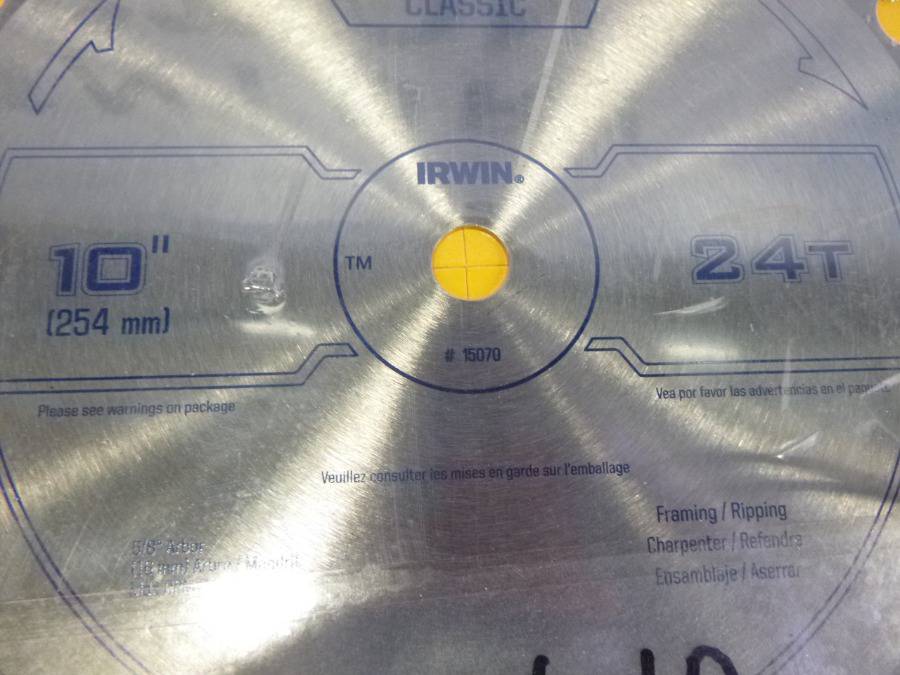 CLASSIC
IRWIN®
10"
(254 mm)
TM
24T
# 15070
Please see warnings on package
Vea por favor las advertencias en el paquete
Veuillez consulter les mises en garde sur l'emballage
Framing / Ripping
Charpenter / Refendre
Ensamblaje / Aserrar
5/8" Arbor